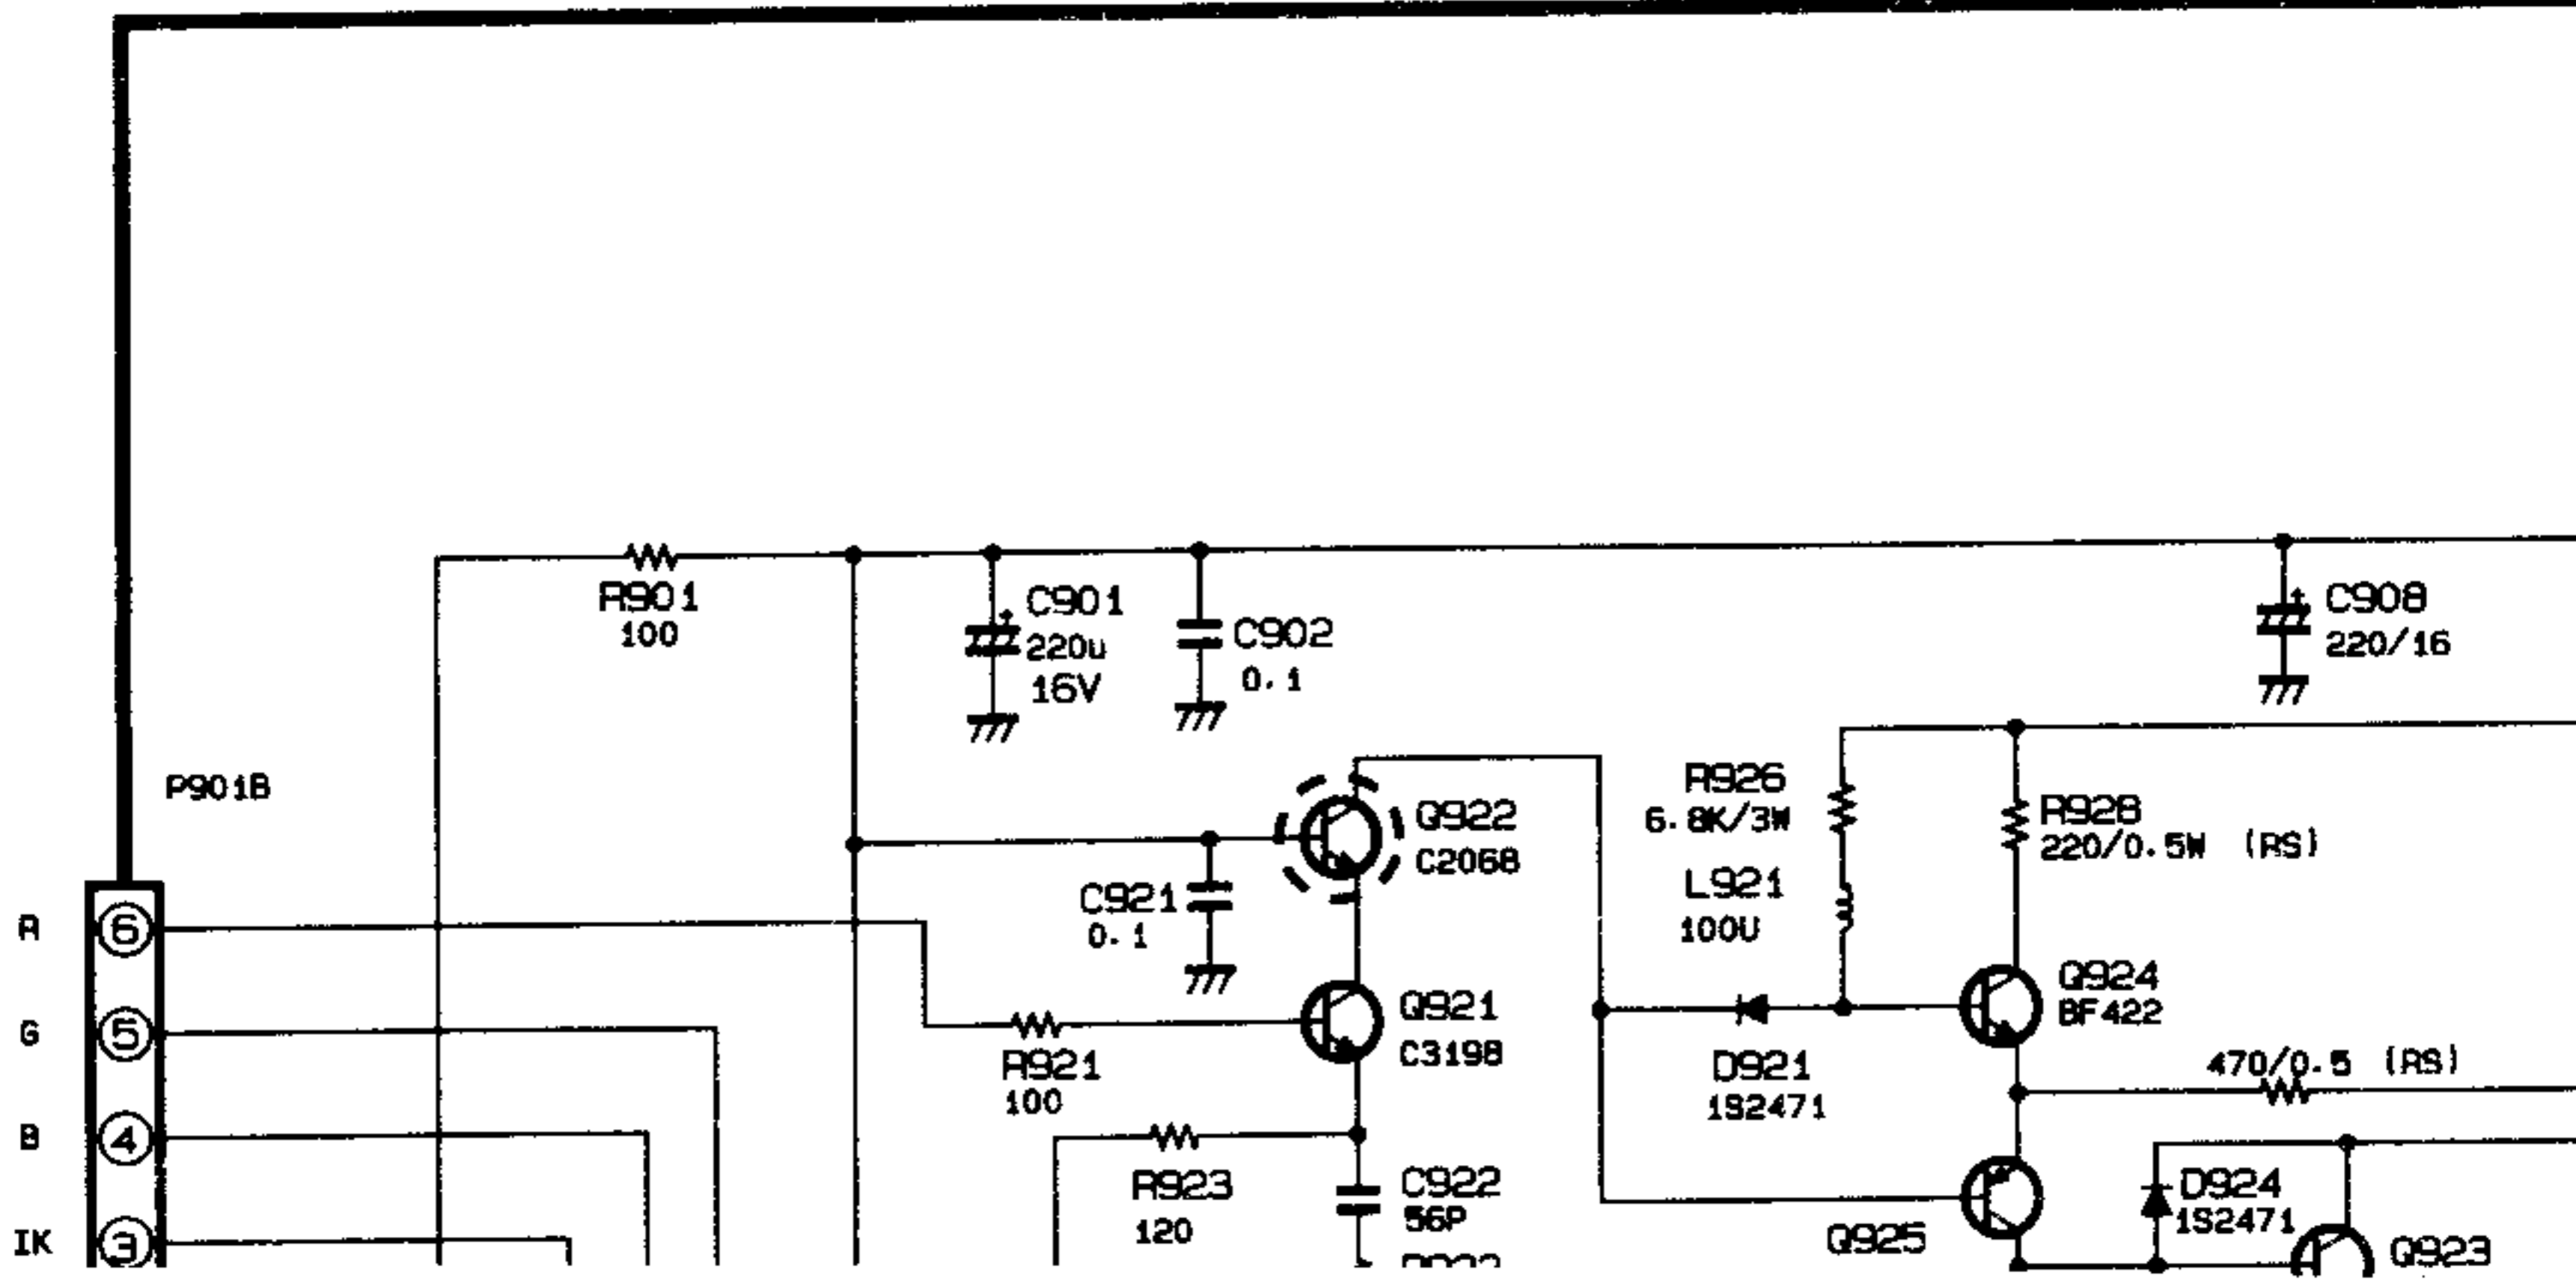 R901
100
C901
220u
16V
C902
0.1
C908
220/16
P901B
Q922
C2068
R926
6.8K/3W
R928
220/0.5W (RS)
C921
0.1
L921
100U
R
6
G
5
B
4
IK
3
Q924
BF422
Q921
C3198
R921
100
D921
1S2471
470/0.5 (RS)
R923
120
C922
56P
Q925
D924
1S2471
Q923